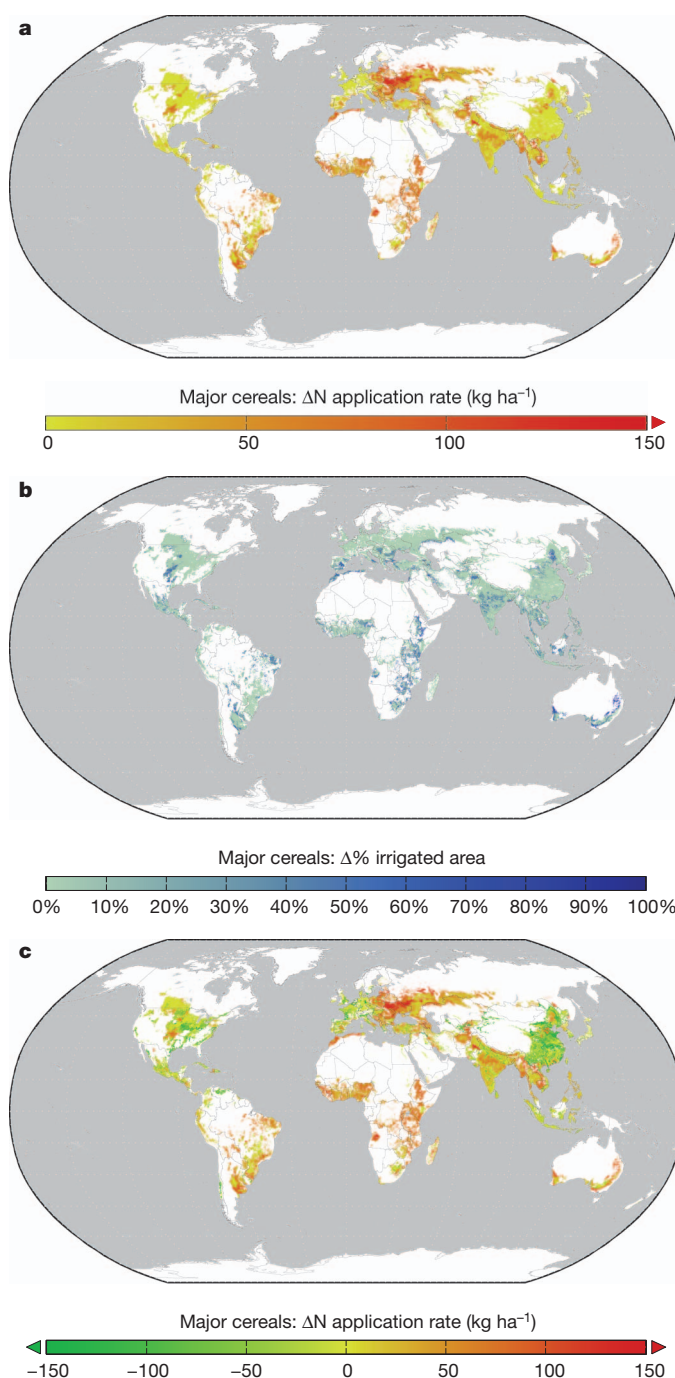 a
Major cereals: ΔN application rate (kg ha⁻¹)
0 50 100 150
b
Major cereals: Δ% irrigated area
0% 10% 20% 30% 40% 50% 60% 70% 80% 90% 100%
c
Major cereals: ΔN application rate (kg ha⁻¹)
−150 −100 −50 0 50 100 150